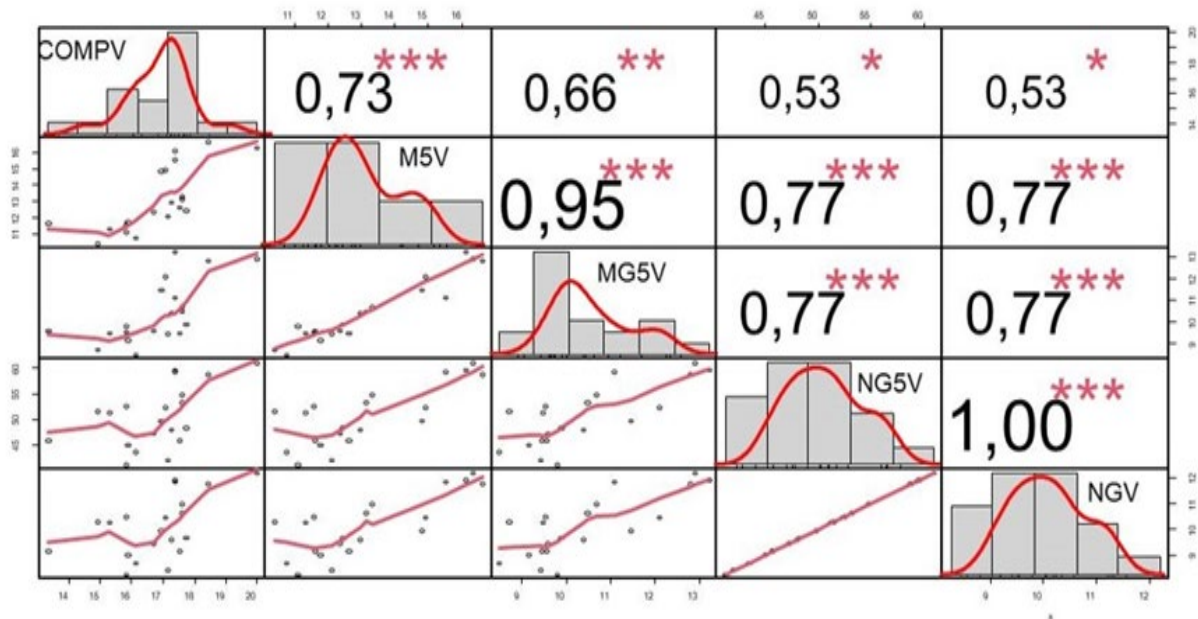 11 12 13 14 15 16 45 50 55 60
COMPV 0,73 *** 0,66 ** 0,53 * 0,53 * 14 16 18 20
11 12 13 14 15 16 M5V 0,95 *** 0,77 *** 0,77 ***
MG5V 0,77 *** 0,77 *** 9 10 11 12 13
45 50 55 60 NG5V 1,00 ***
NGV 9 10 11 12
14 15 16 17 18 19 20 9 10 11 12 13 9 10 11 12